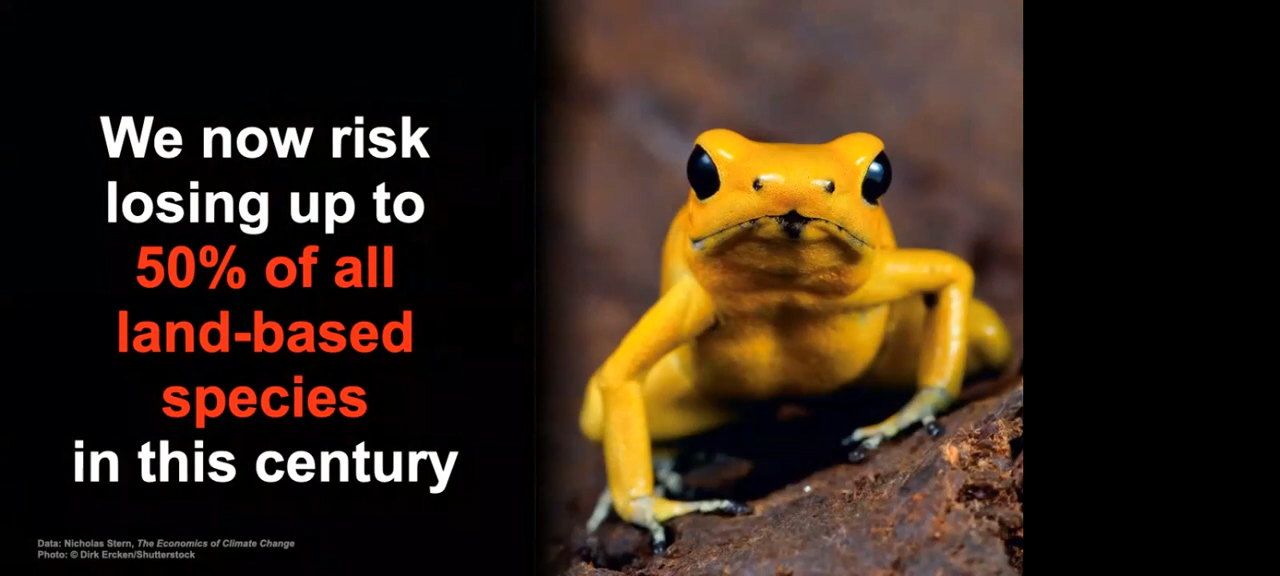 We now risk
losing up to
50% of all
land-based
species
in this century
Data: Nicholas Stern, The Economics of Climate Change
Photo: © Dirk Ercken/Shutterstock